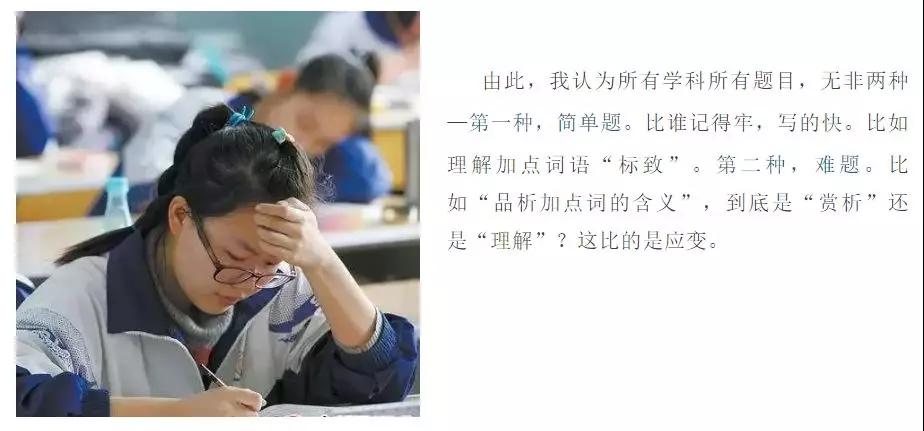 由此，我认为所有学科所有题目，无非两种
—第一种，简单题。比谁记得牢，写的快。比如
理解加点词语“标致”。第二种，难题。比
如“品析加点词的含义”，到底是“赏析”还
是“理解”？这比的是应变。